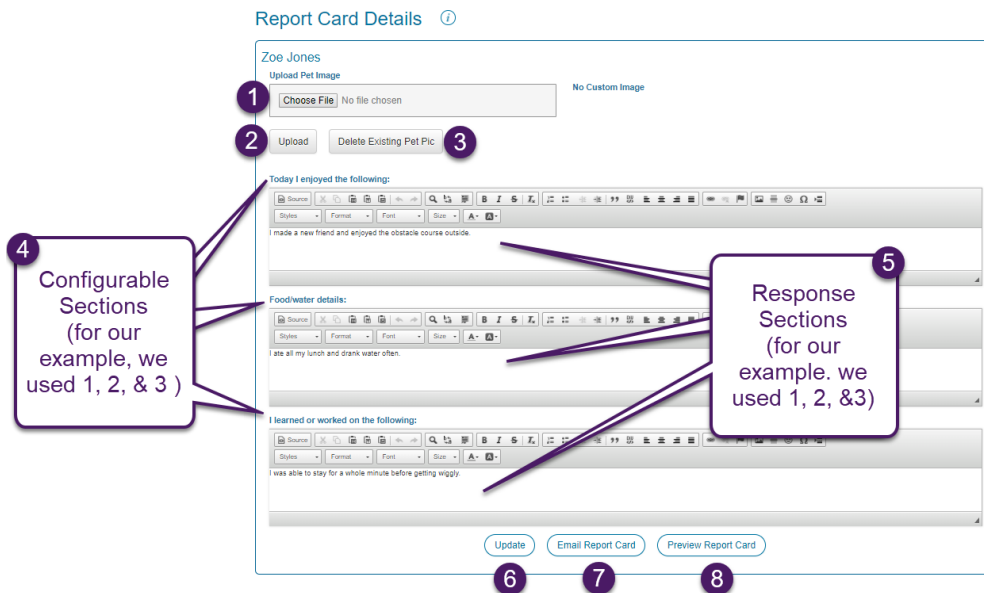 Report Card Details i
Zoe Jones
Upload Pet Image
No Custom Image
1 Choose File No file chosen
2 Upload Delete Existing Pet Pic 3
Today I enjoyed the following:
Source B I S Tx
Styles Format Font Size A A
I made a new friend and enjoyed the obstacle course outside.
4
Configurable
Sections
(for our
example, we
used 1, 2, & 3 )
5
Response
Sections
(for our
example. we
used 1, 2, &3)
Food/water details:
Source B I S Tx
Styles Format Font Size A A
I ate all my lunch and drank water often.
I learned or worked on the following:
Source B I S Tx
Styles Format Font Size A A
I was able to stay for a whole minute before getting wiggly.
Update Email Report Card Preview Report Card
6 7 8